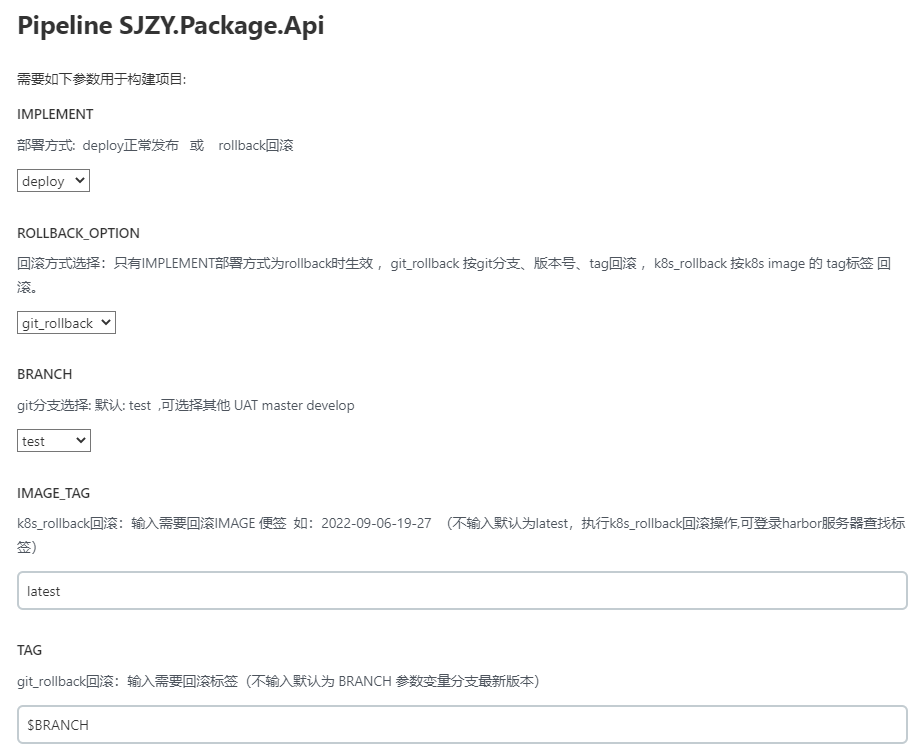 Pipeline SJZY.Package.Api
需要如下参数用于构建项目:
IMPLEMENT
部署方式:  deploy正常发布   或    rollback回滚
deploy
ROLLBACK_OPTION
回滚方式选择：只有IMPLEMENT部署方式为rollback时生效 ，git_rollback 按git分支、版本号、tag回滚 ，k8s_rollback 按k8s image 的 tag标签 回
滚。
git_rollback
BRANCH
git分支选择: 默认: test  ,可选择其他 UAT master develop
test
IMAGE_TAG
k8s_rollback回滚：输入需要回滚IMAGE 便签  如：2022-09-06-19-27   （不输入默认为latest，执行k8s_rollback回滚操作,可登录harbor服务器查找标
签）
latest
TAG
git_rollback回滚：输入需要回滚标签（不输入默认为 BRANCH 参数变量分支最新版本）
$BRANCH